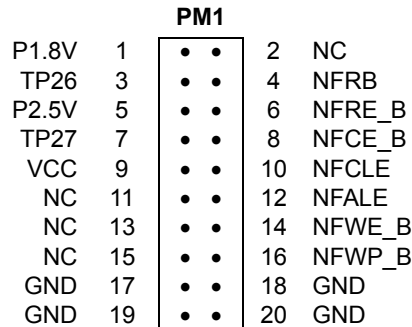 PM1
P1.8V 1 2 NC
TP26 3 4 NFRB
P2.5V 5 6 NFRE_B
TP27 7 8 NFCE_B
VCC 9 10 NFCLE
NC 11 12 NFALE
NC 13 14 NFWE_B
NC 15 16 NFWP_B
GND 17 18 GND
GND 19 20 GND